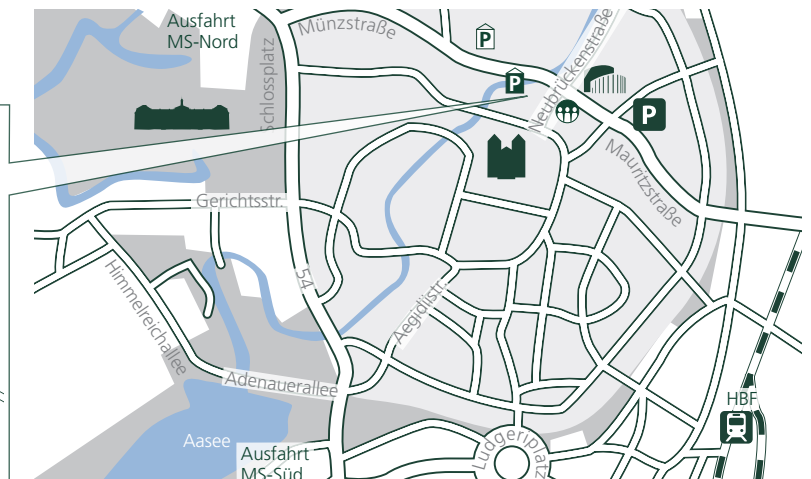 Ausfahrt
MS-Nord
Münzstraße
Schlossplatz
P
P
Neubrückenstraße
P
Mauritzstraße
Gerichtsstr.
54
Himmelreichallee
Aegidiistr.
Adenauerallee
Aasee
Ausfahrt
MS-Süd
Ludgeriplatz
HBF